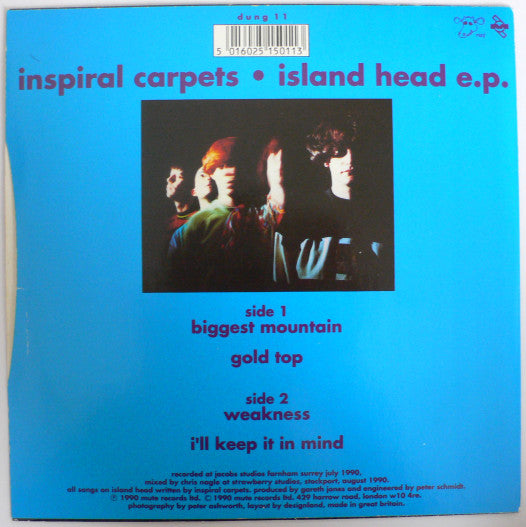 dung 11
5 016025 150113
inspiral carpets • island head e.p.
side 1
biggest mountain
gold top
side 2
weakness
i'll keep it in mind
recorded at jacobs studios farnham surrey july 1990,
mixed by chris nagle at strawberry studios, stockport, august 1990.
all songs on island head written by inspiral carpets. produced by gareth jones and engineered by peter schmidt.
℗ 1990 mute records ltd. © 1990 mute records ltd. 429 harrow road, london w10 4re.
photography by peter ashworth, layout by designland, made in great britain.